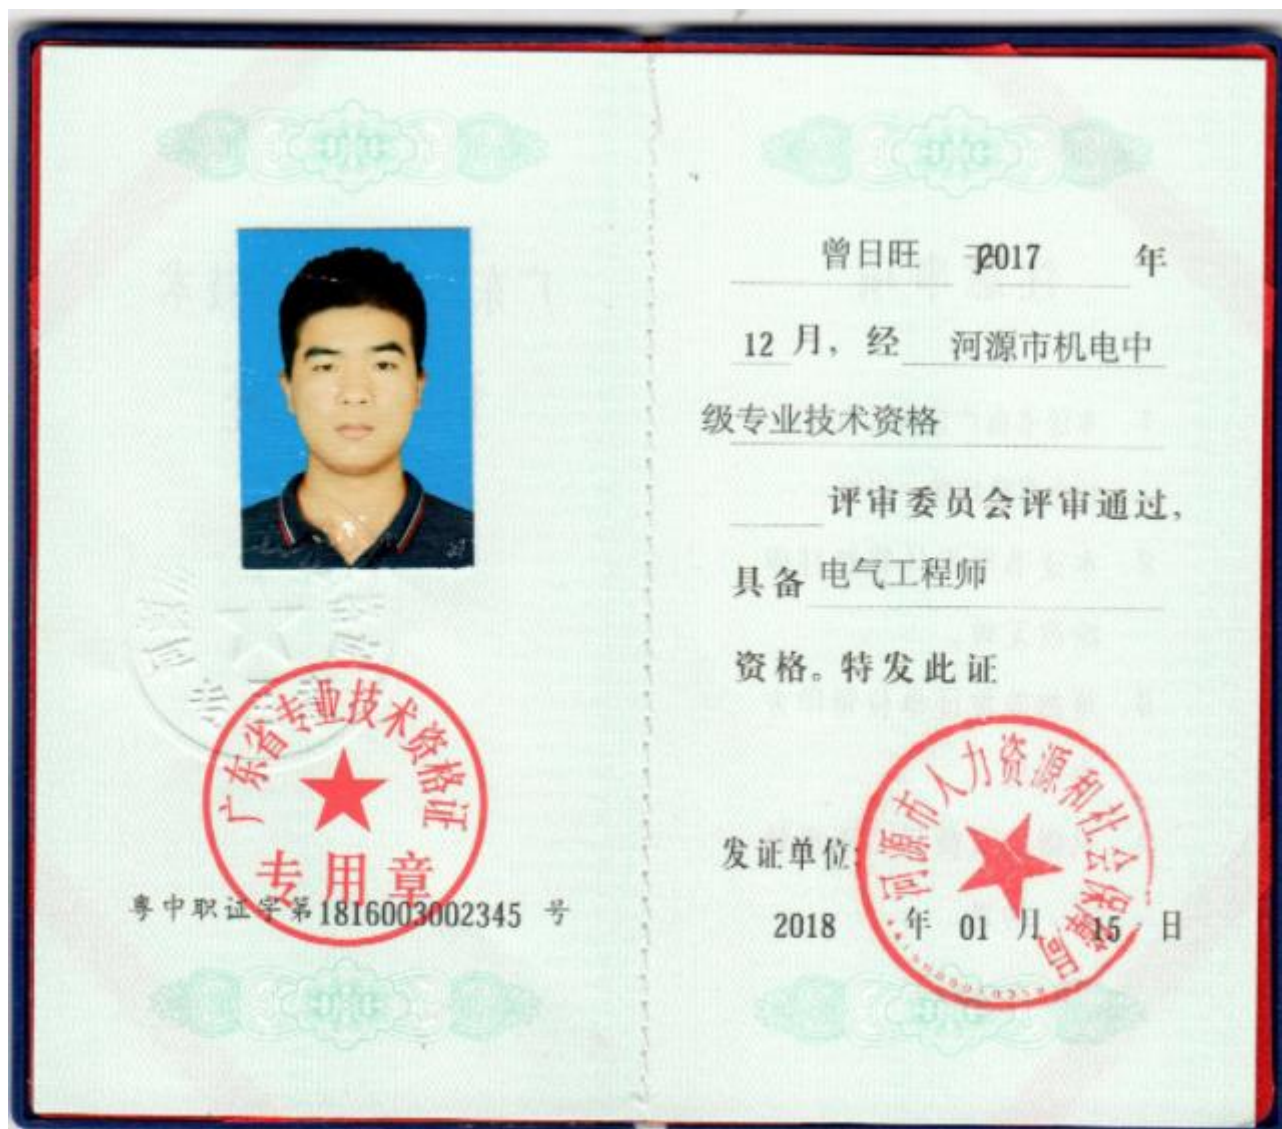 广东省专业技术资格证
专用章
粤中职证字第1816003002345 号
曾日旺 于2017 年
12 月，经 河源市机电中
级专业技术资格
评审委员会评审通过，
具备 电气工程师
资格。特发此证
河源市人力资源和社会保障局
发证单位：
2018 年 01 月 15 日